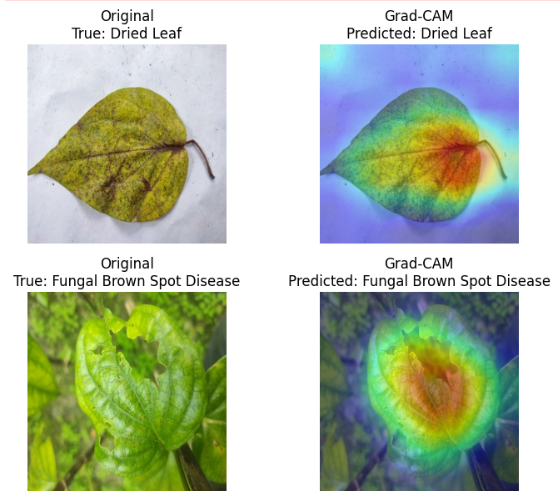 Original
True: Dried Leaf
Grad-CAM
Predicted: Dried Leaf
Original
True: Fungal Brown Spot Disease
Grad-CAM
Predicted: Fungal Brown Spot Disease